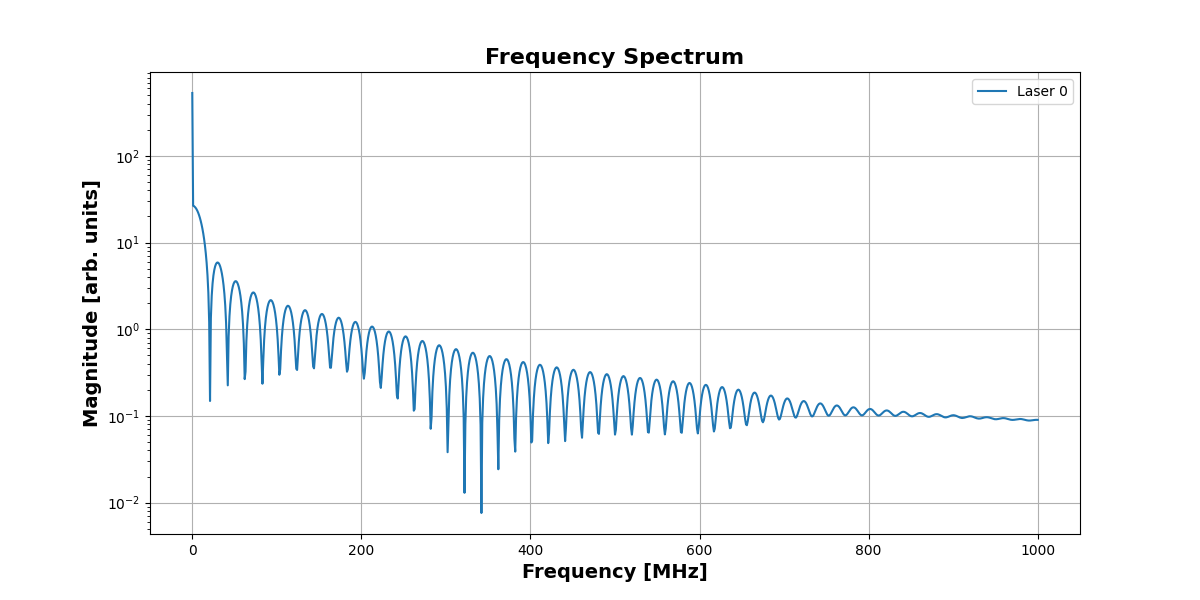 Frequency Spectrum
Laser 0
Magnitude [arb. units]
10²
10¹
10⁰
10⁻¹
10⁻²
0 200 400 600 800 1000
Frequency [MHz]